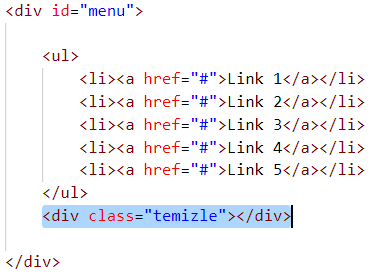 <div id="menu">
<ul>
<li><a href="#">Link 1</a></li>
<li><a href="#">Link 2</a></li>
<li><a href="#">Link 3</a></li>
<li><a href="#">Link 4</a></li>
<li><a href="#">Link 5</a></li>
</ul>
<div class="temizle"></div>
</div>